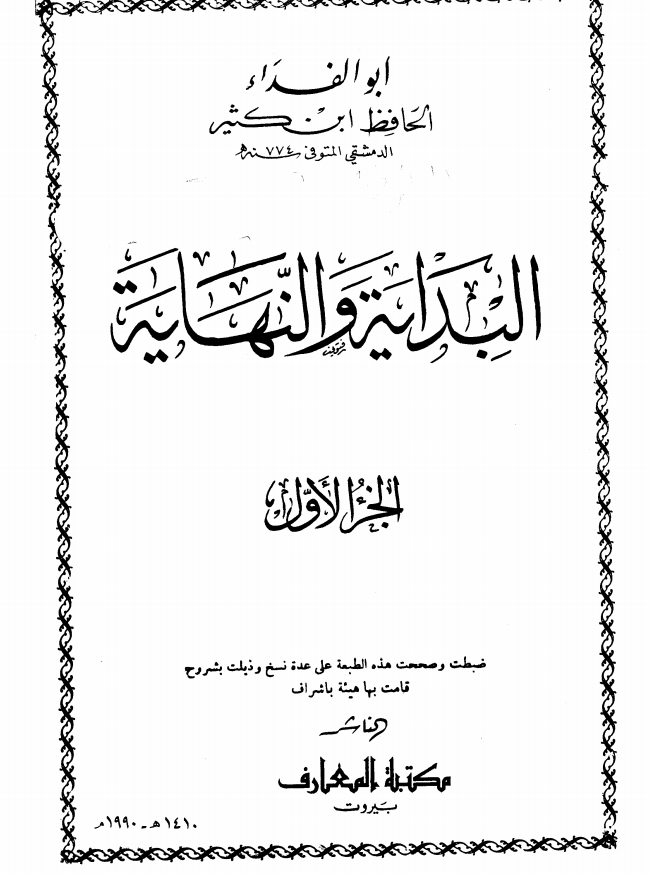 أبو الفداء
الحافظ ابن كثير
الدمشقي المتوفى سنة ٧٧٤ هـ
البداية والنهاية
الجزء الأول
ضبطت وصححت هذه الطبعة على عدة نسخ وذيلت بشروح
قامت بها هيئة باشراف
الناشر
مكتبة المعارف
بيروت
١٤١٠ هـ - ١٩٩٠ م